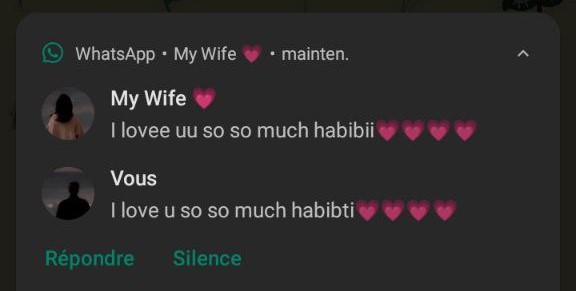 WhatsApp • My Wife 💗 • mainten.
My Wife 💗
I lovee uu so so much habibii💗💗💗💗
Vous
I love u so so much habibti💗💗💗💗
Répondre Silence